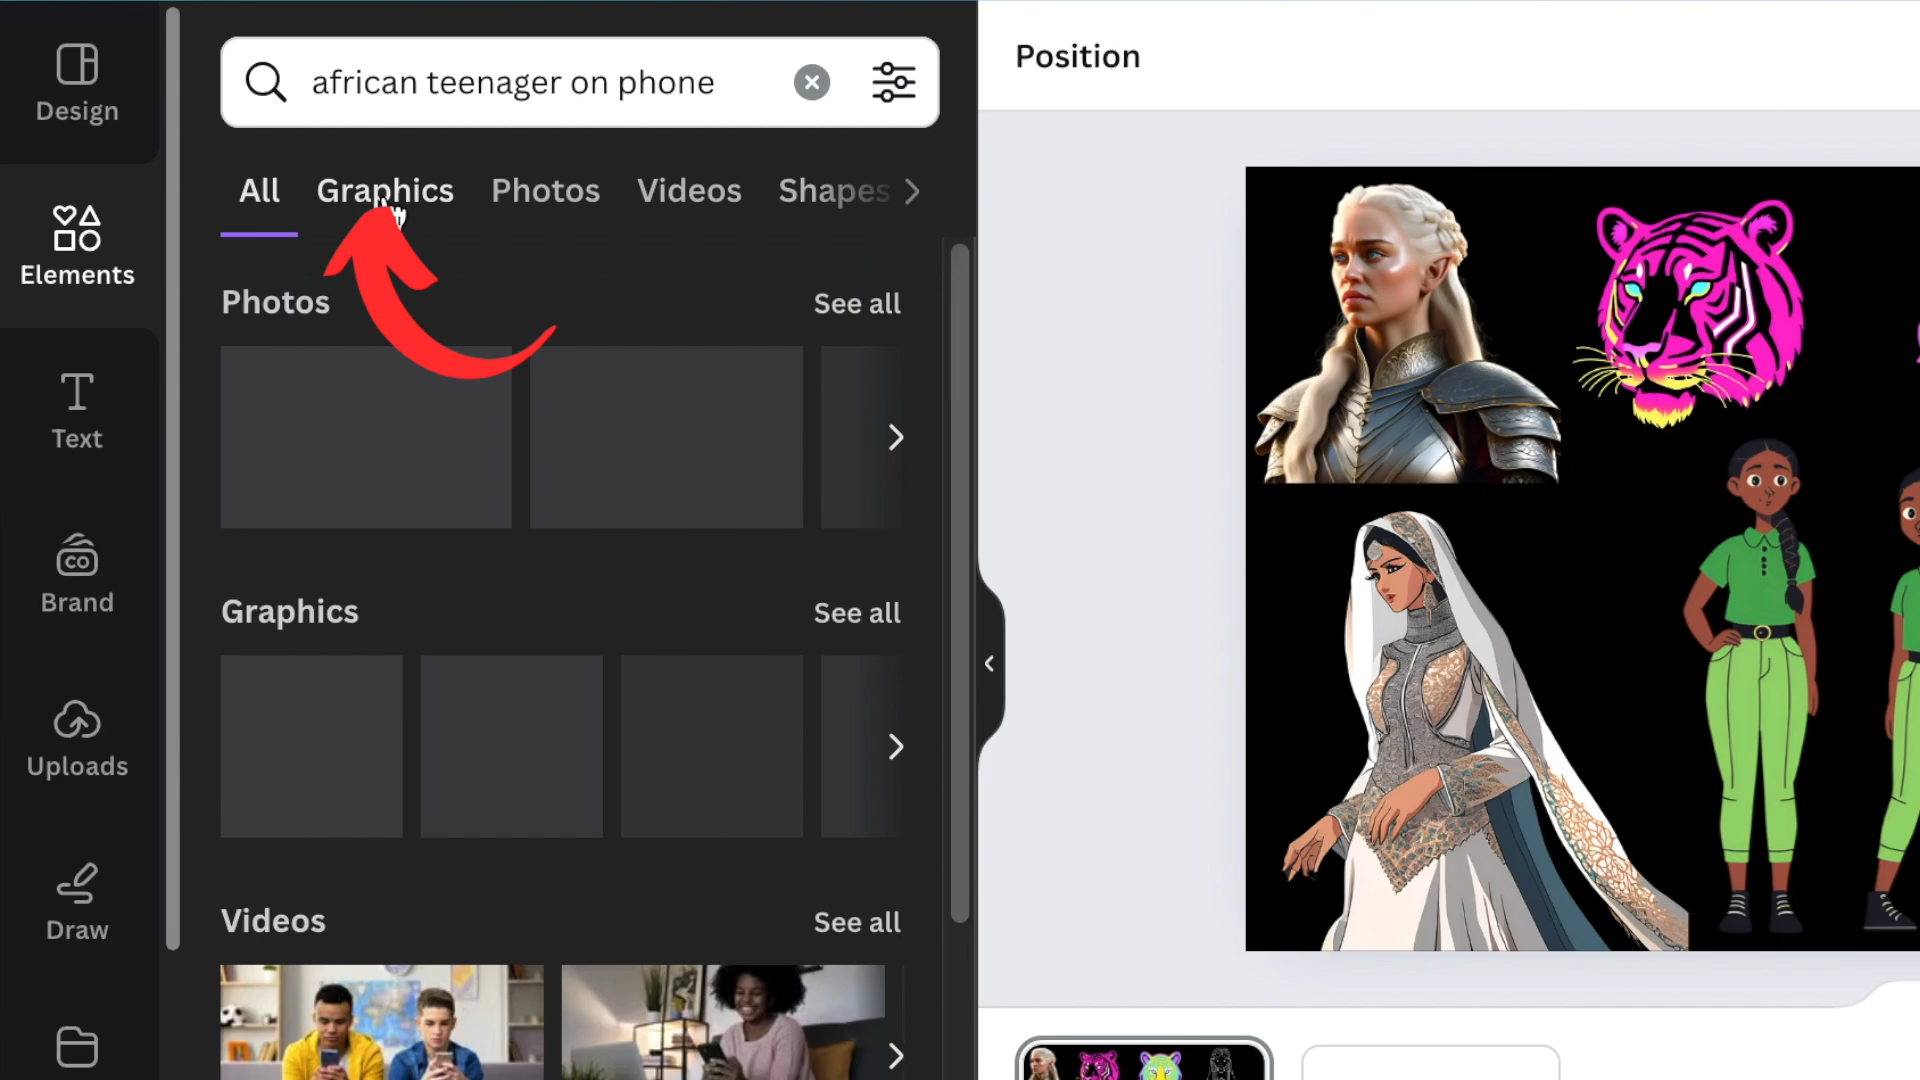 Design
Elements
Text
CO
Brand
Uploads
Draw
african teenager on phone
All Graphics Photos Videos Shapes
Photos See all
Graphics See all
Videos See all
Position